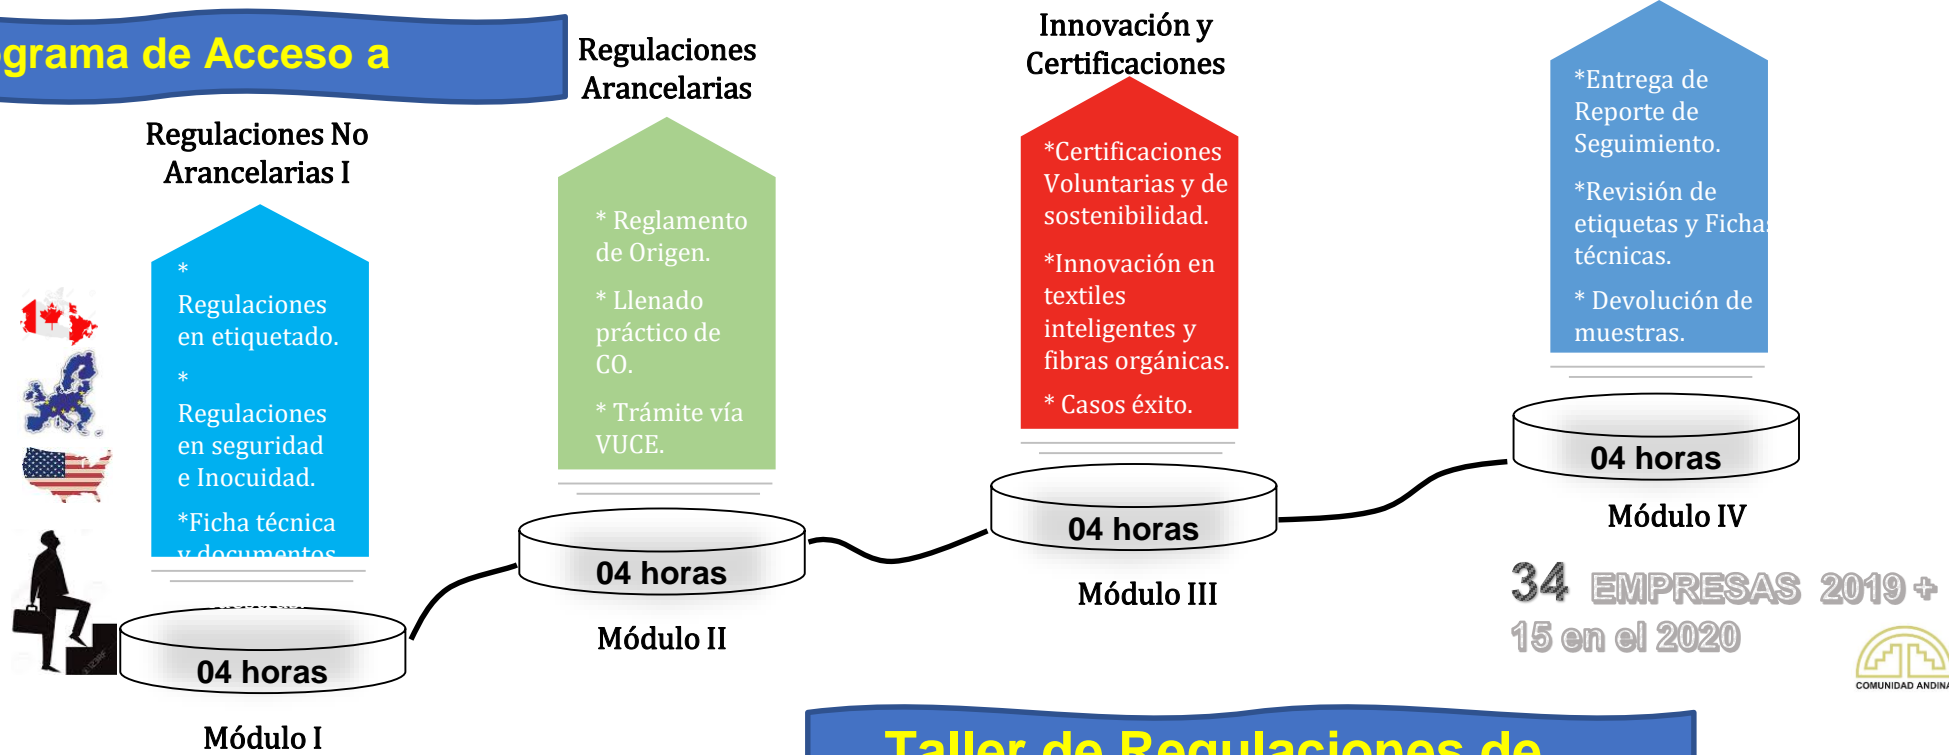 grama de Acceso a
Regulaciones No
Arancelarias I
*
Regulaciones
en etiquetado.
*
Regulaciones
en seguridad
e Inocuidad.
*Ficha técnica
y documentos
04 horas
Módulo I
Regulaciones
Arancelarias
* Reglamento
de Origen.
* Llenado
práctico de
CO.
* Trámite vía
VUCE.
04 horas
Módulo II
Innovación y
Certificaciones
*Certificaciones
Voluntarias y de
sostenibilidad.
*Innovación en
textiles
inteligentes y
fibras orgánicas.
* Casos éxito.
04 horas
Módulo III
*Entrega de
Reporte de
Seguimiento.
*Revisión de
etiquetas y Fichas
técnicas.
* Devolución de
muestras.
04 horas
Módulo IV
34 EMPRESAS 2019 +
15 en el 2020
COMUNIDAD ANDINA
Taller de Regulaciones de